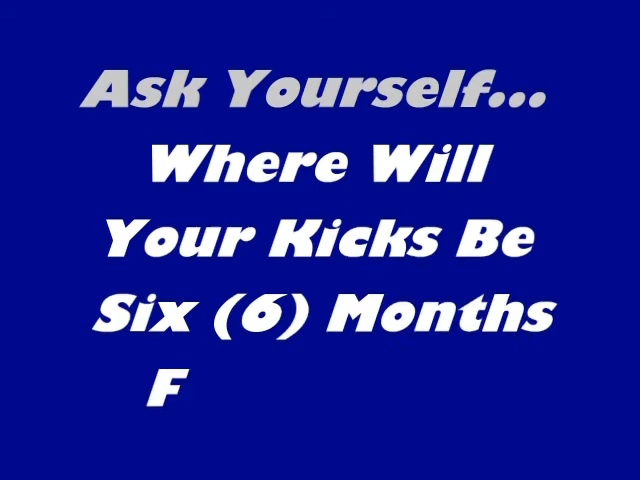 Ask Yourself...
Where Will
Your Kicks Be
Six (6) Months
F